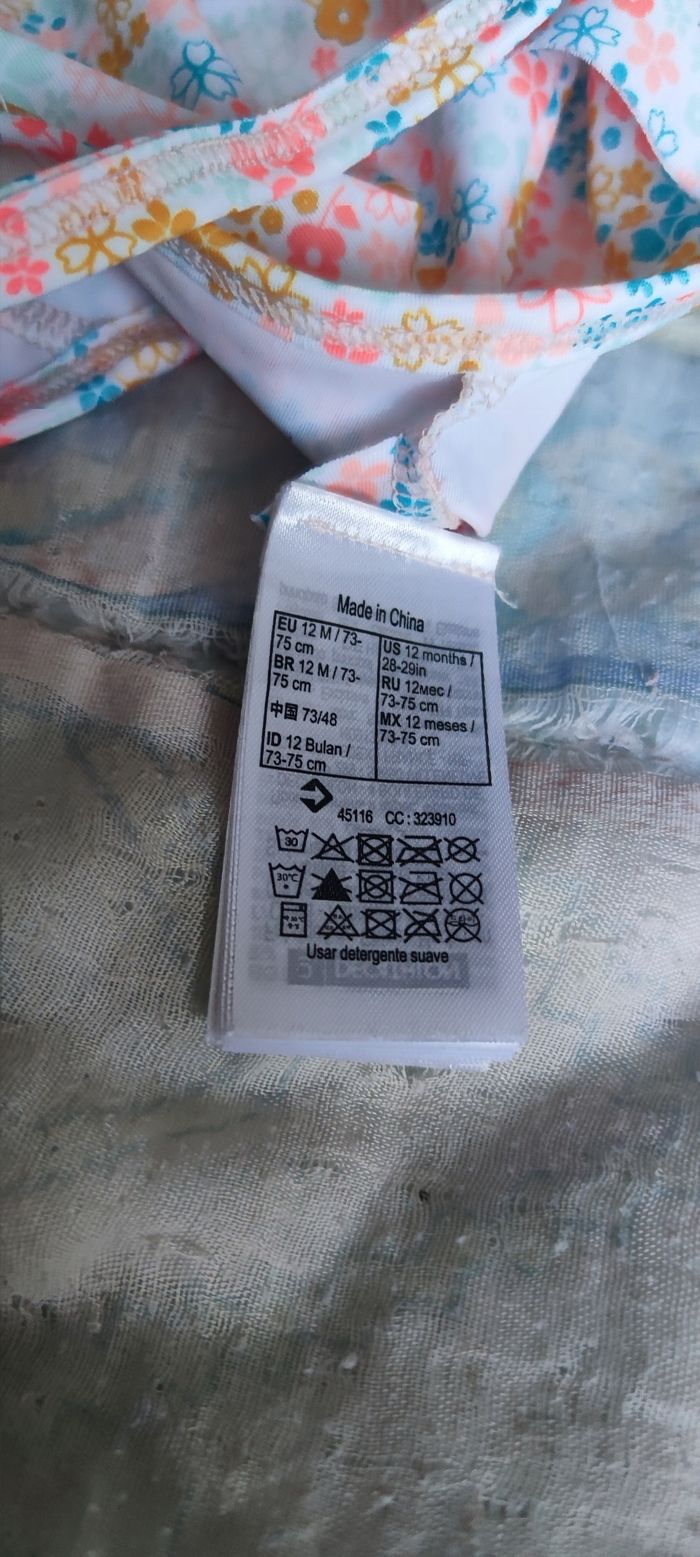 Made in China
EU 12 M / 73-
75 cm
BR 12 M / 73-
75 cm
中国 73/48
ID 12 Bulan /
73-75 cm
US 12 months /
28-29in
RU 12мес /
73-75 cm
MX 12 meses /
73-75 cm
45116 CC : 323910
30
30°C
Usar detergente suave